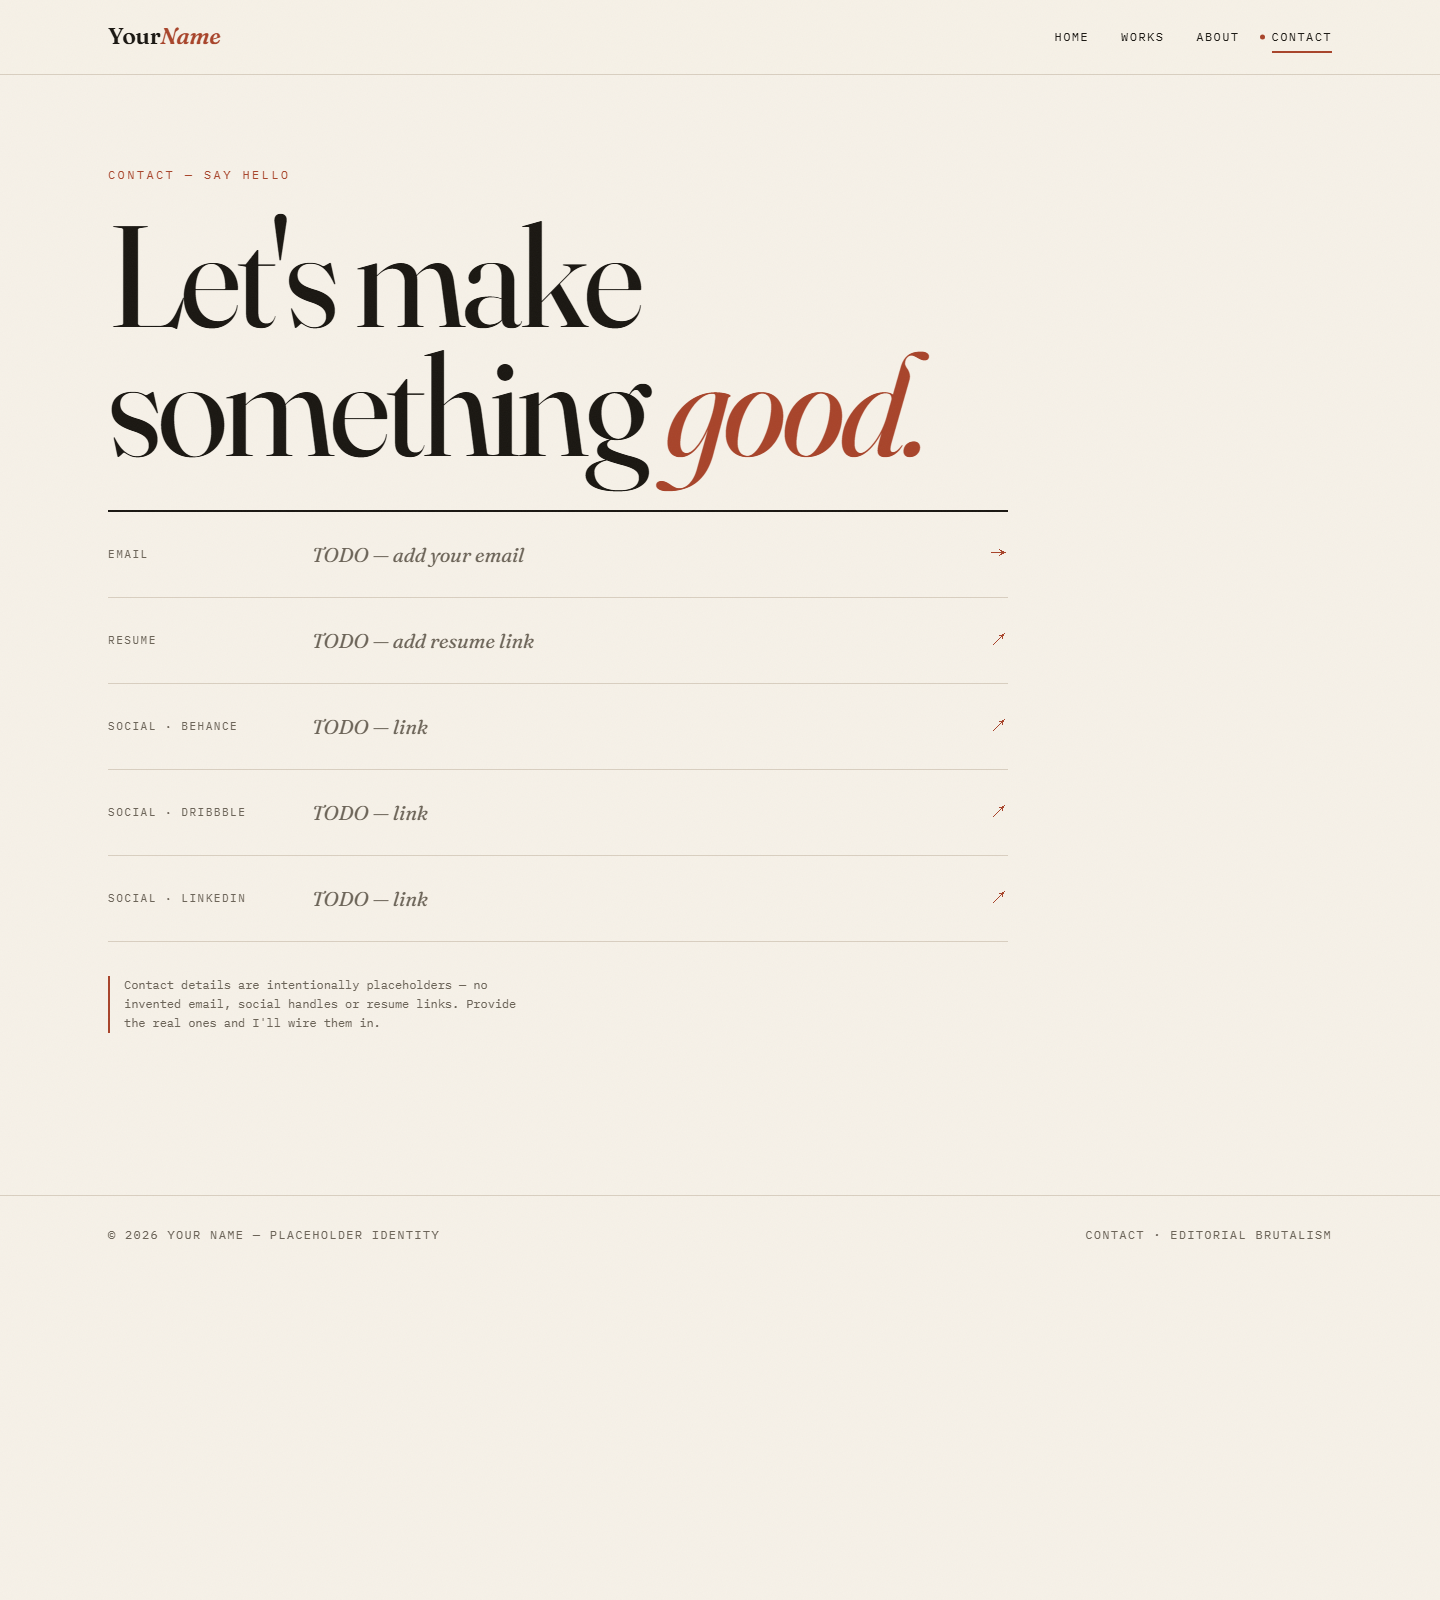 YourName
HOME WORKS ABOUT CONTACT
CONTACT — SAY HELLO
Let's make
something good.
EMAIL TODO — add your email →
RESUME TODO — add resume link ↗
SOCIAL · BEHANCE TODO — link ↗
SOCIAL · DRIBBBLE TODO — link ↗
SOCIAL · LINKEDIN TODO — link ↗
Contact details are intentionally placeholders — no
invented email, social handles or resume links. Provide
the real ones and I'll wire them in.
© 2026 YOUR NAME — PLACEHOLDER IDENTITY
CONTACT · EDITORIAL BRUTALISM